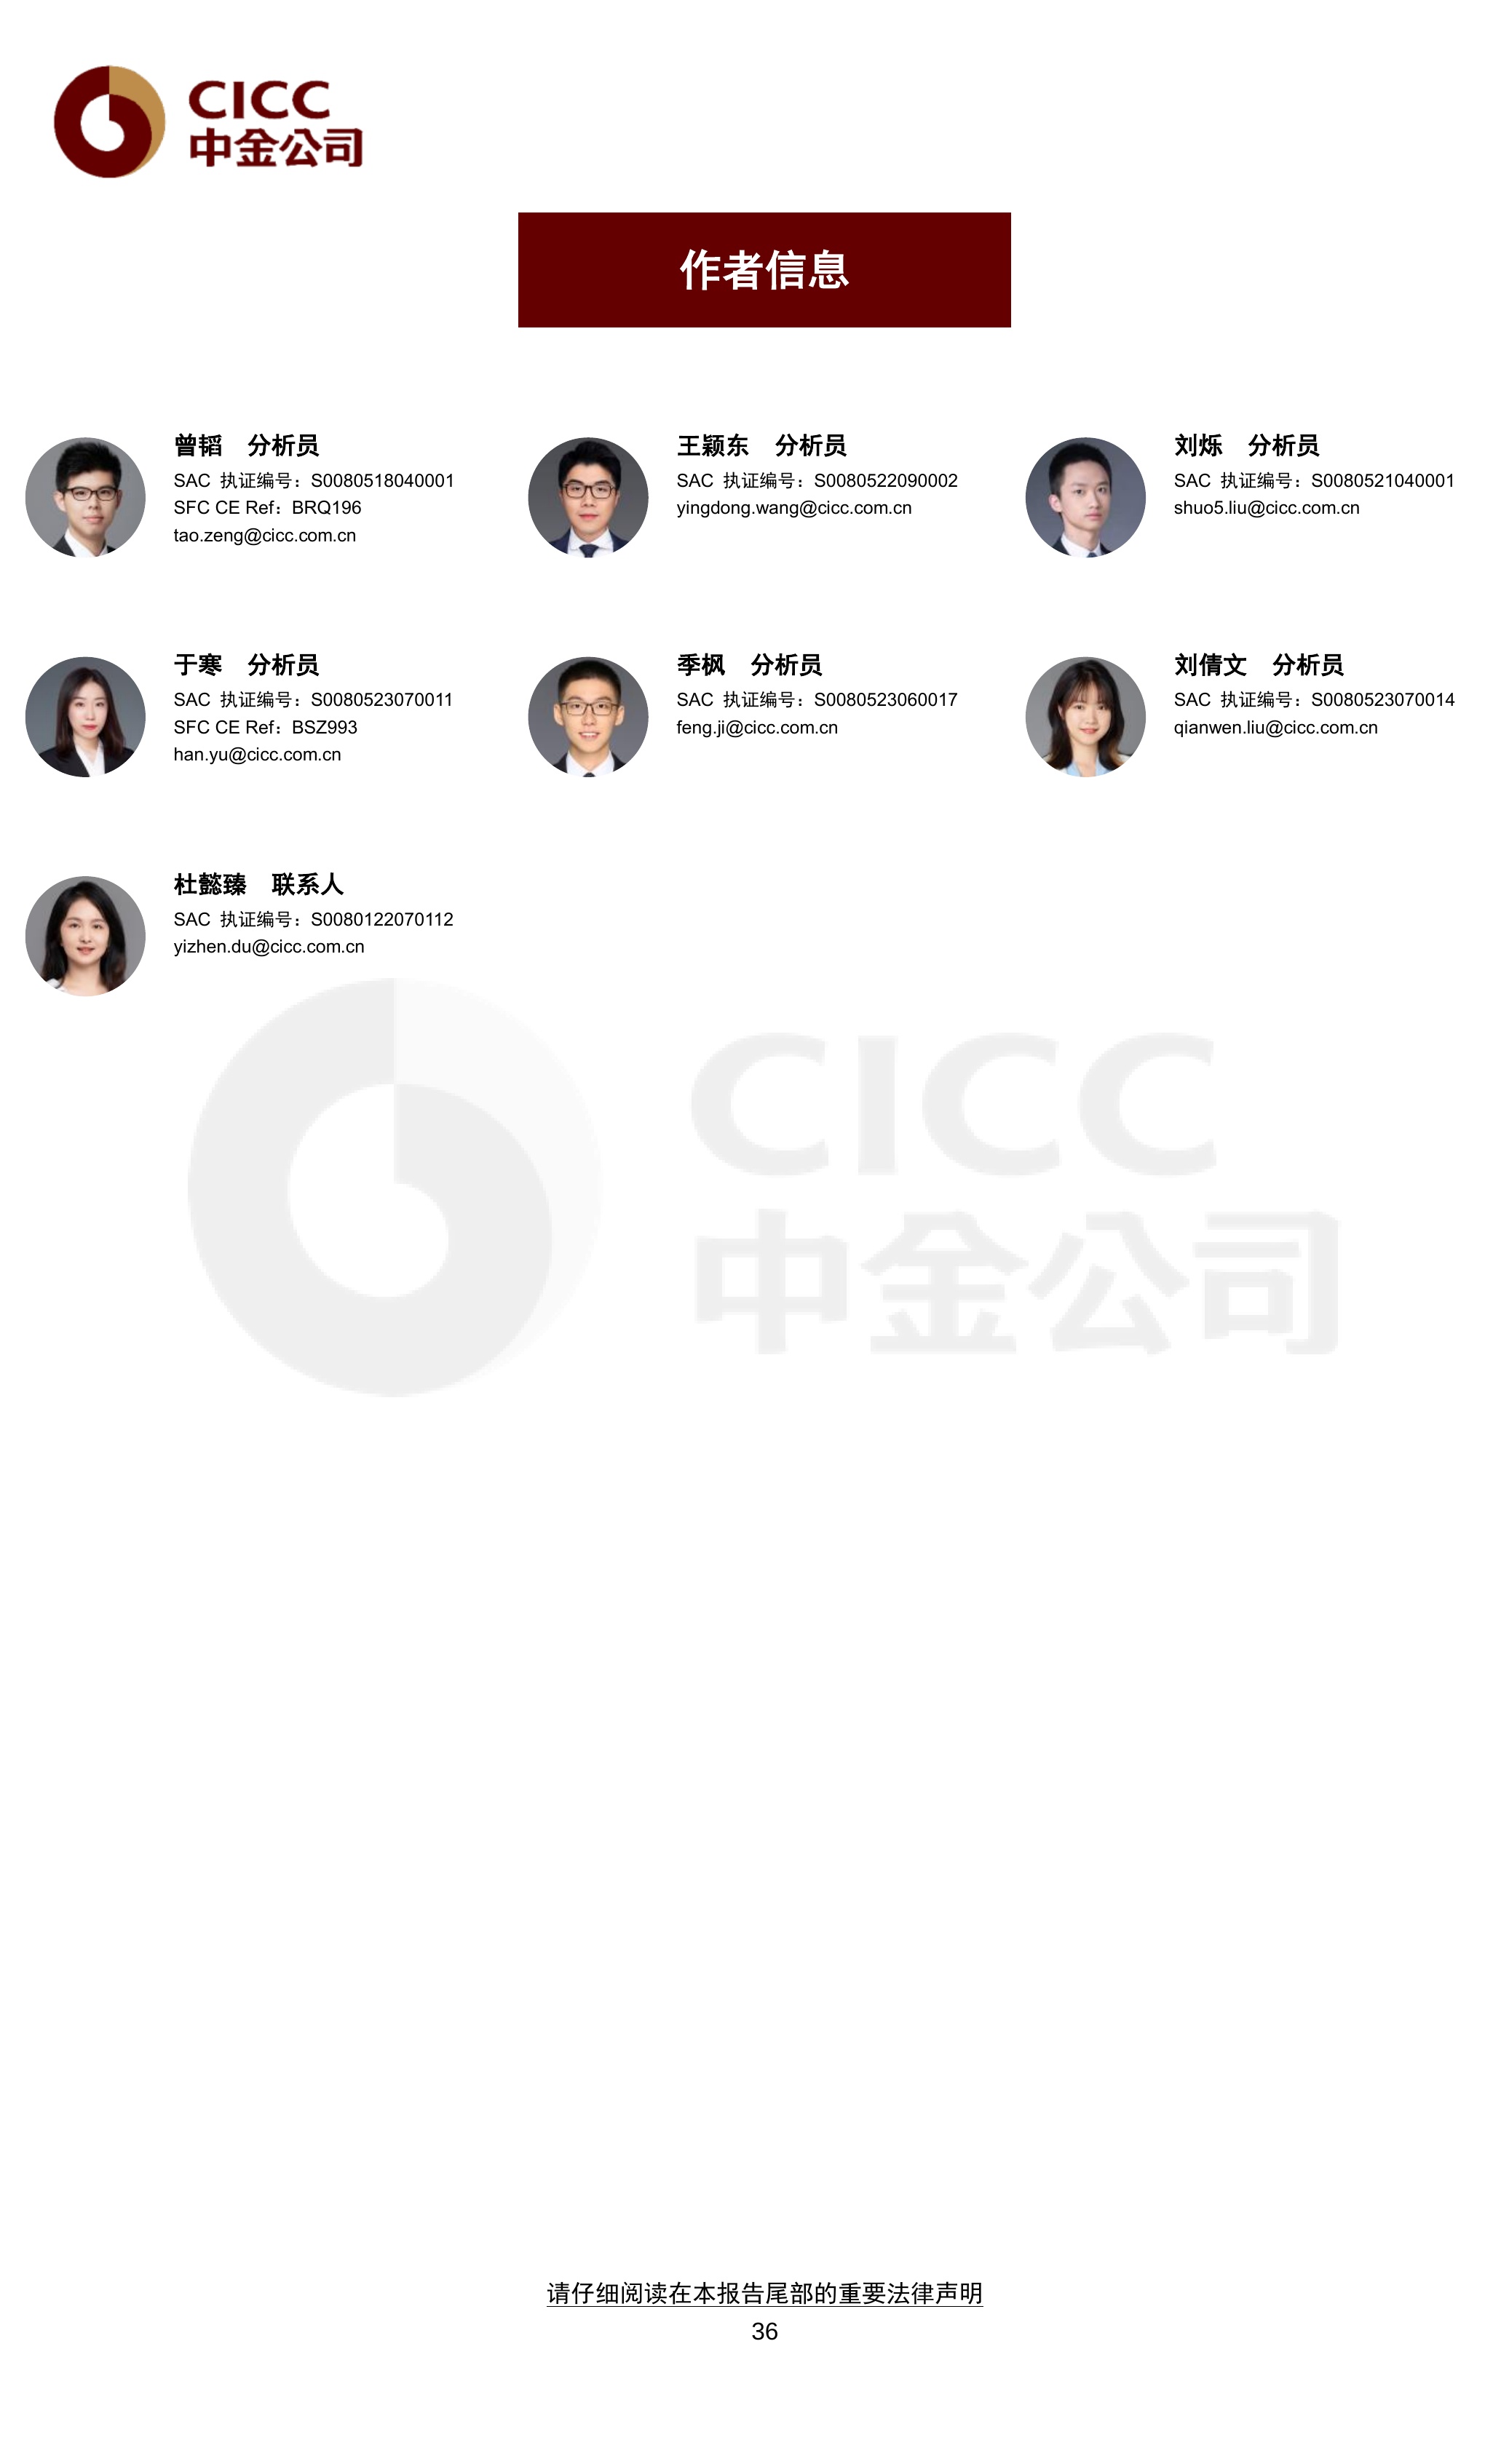 CICC
中金公司
作者信息
曾韬 分析员
SAC 执证编号：S0080518040001
SFC CE Ref：BRQ196
tao.zeng@cicc.com.cn
王颖东 分析员
SAC 执证编号：S0080522090002
yingdong.wang@cicc.com.cn
刘烁 分析员
SAC 执证编号：S0080521040001
shuo5.liu@cicc.com.cn
于寒 分析员
SAC 执证编号：S0080523070011
SFC CE Ref：BSZ993
han.yu@cicc.com.cn
季枫 分析员
SAC 执证编号：S0080523060017
feng.ji@cicc.com.cn
刘倩文 分析员
SAC 执证编号：S0080523070014
qianwen.liu@cicc.com.cn
杜懿臻 联系人
SAC 执证编号：S0080122070112
yizhen.du@cicc.com.cn
CICC
中金公司
请仔细阅读在本报告尾部的重要法律声明
36